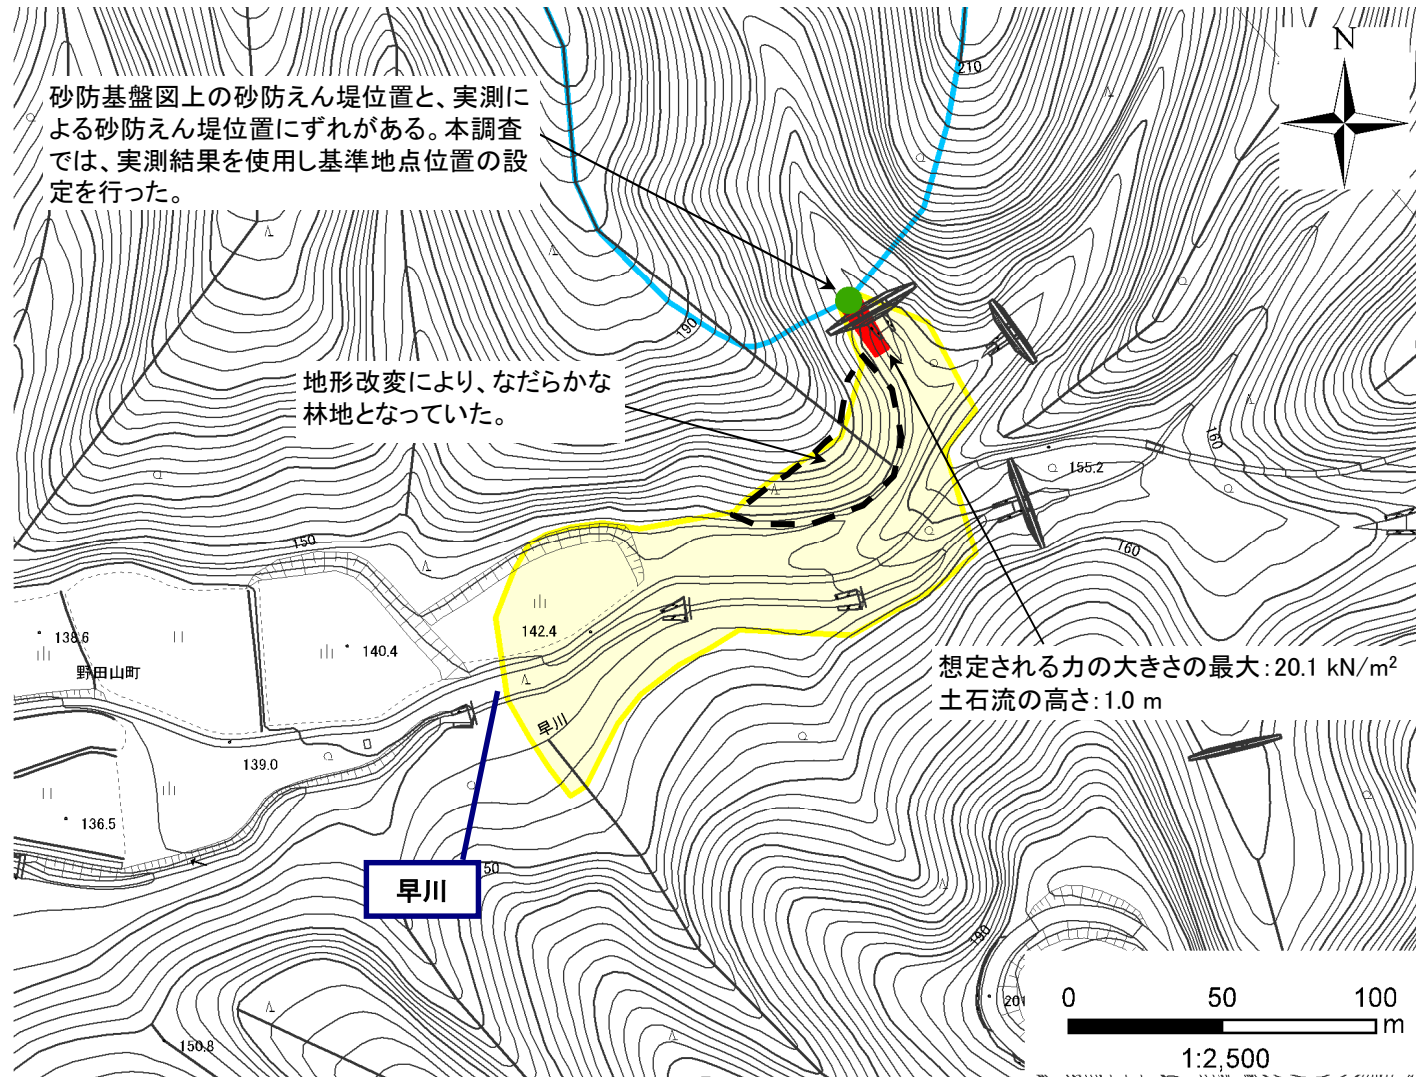 N
210
砂防基盤図上の砂防えん堤位置と、実測に
よる砂防えん堤位置にずれがある。本調査
では、実測結果を使用し基準地点位置の設
定を行った。
190
地形改変により、なだらかな
林地となっていた。
160
155.2
150
160
142.4
138.6
140.4
野田山町
想定される力の大きさの最大：20.1 kN/m²
土石流の高さ：1.0 m
早川
139.0
136.5
50
早川
190
201
150.8
0 50 100
m
1:2,500